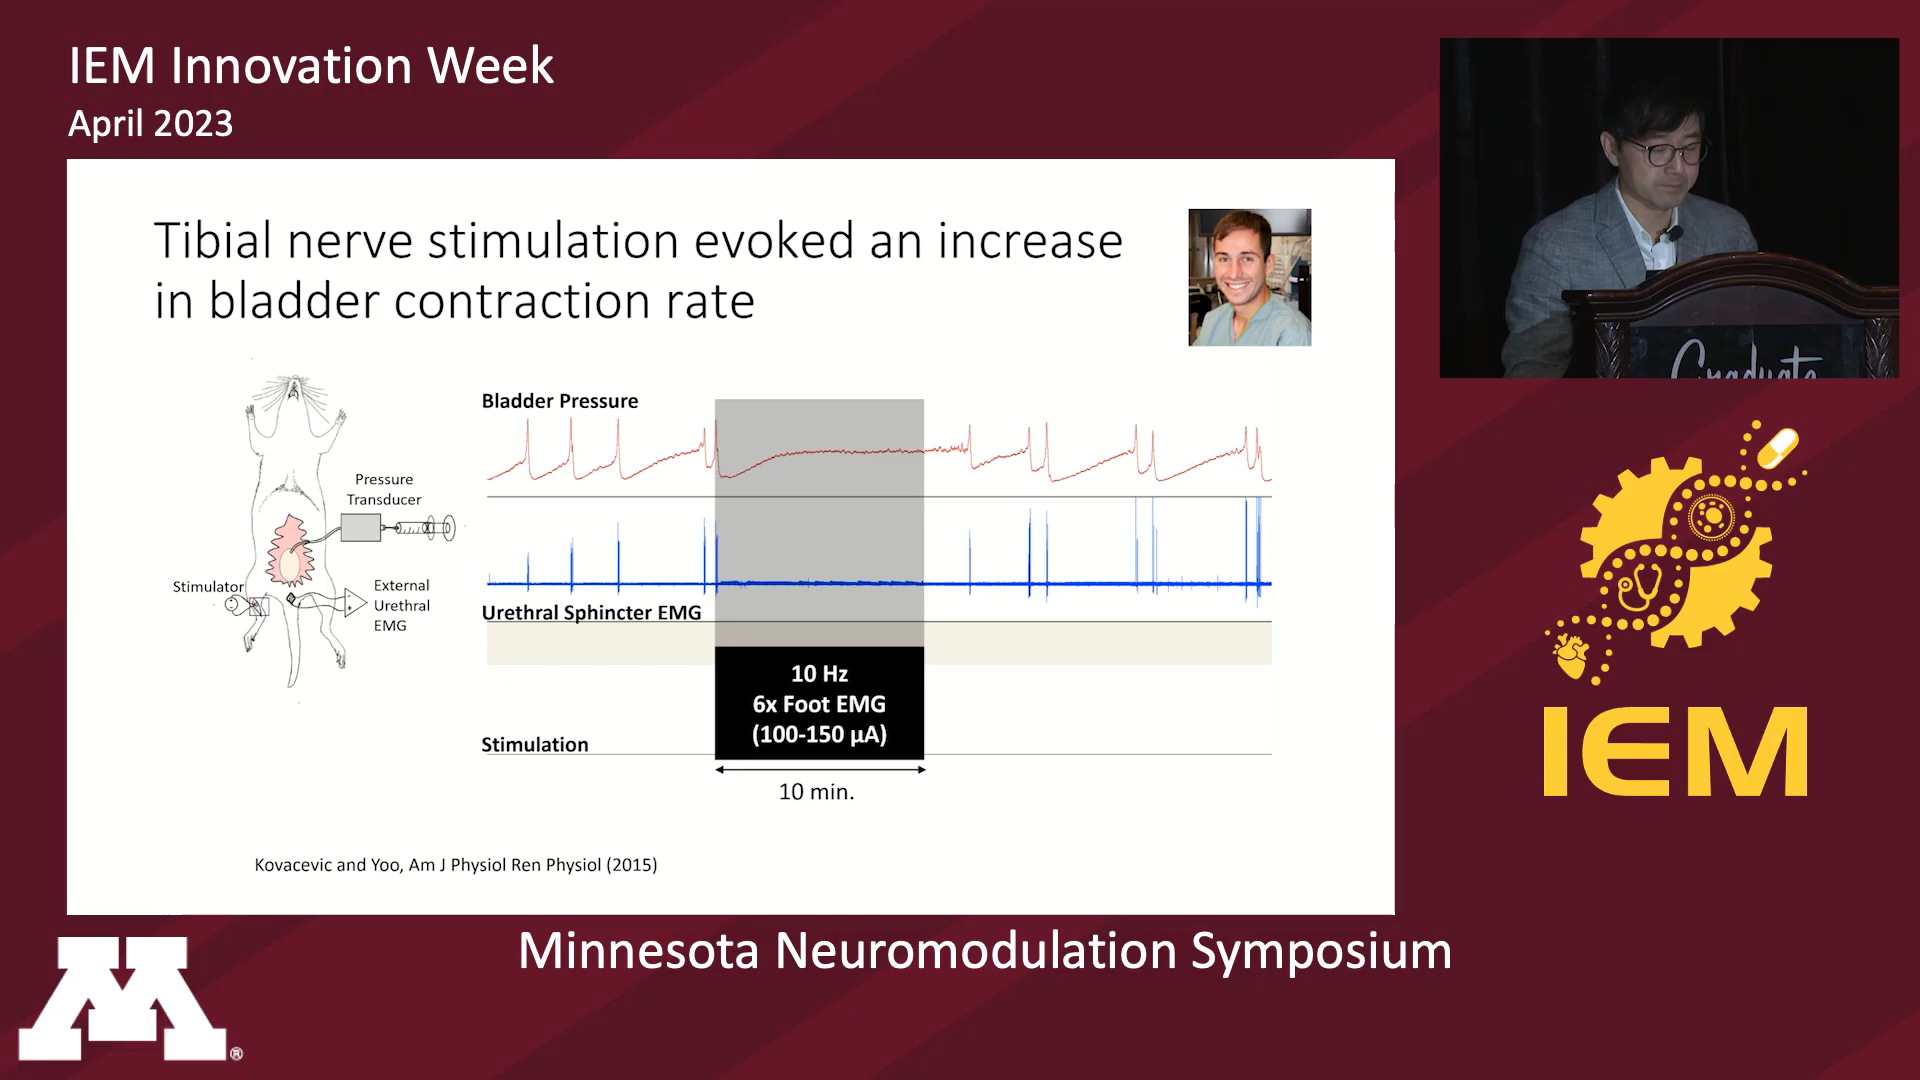 IEM Innovation Week
April 2023
Tibial nerve stimulation evoked an increase
in bladder contraction rate
Bladder Pressure
Pressure
Transducer
Stimulator
External
Urethral
EMG
Urethral Sphincter EMG
10 Hz
6x Foot EMG
(100-150 µA)
Stimulation
10 min.
Kovacevic and Yoo, Am J Physiol Ren Physiol (2015)
Graduate
IEM
Minnesota Neuromodulation Symposium
M®